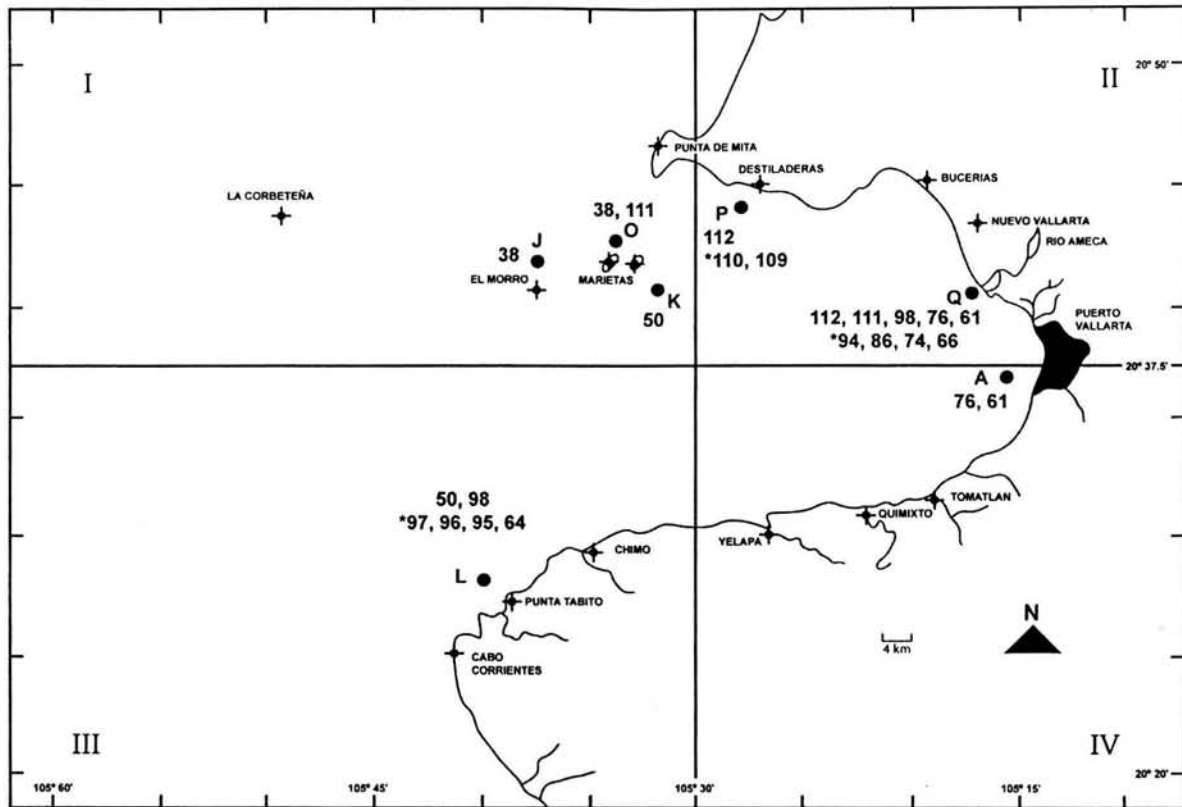 I
II
20° 50'
PUNTA DE MITA
DESTILADERAS
BUCERIAS
LA CORBETEÑA
38, 111
O
P
112
*110, 109
NUEVO VALLARTA
RIO AMECA
J
38
EL MORRO
MARIETAS
K
50
Q
112, 111, 98, 76, 61
*94, 86, 74, 66
PUERTO
VALLARTA
20° 37.5'
A
76, 61
50, 98
*97, 96, 95, 64
TOMATLAN
QUIMIXTO
YELAPA
CHIMO
L
PUNTA TABITO
N
4 km
CABO
CORRIENTES
III
IV
20° 20'
105° 60'
105° 45'
105° 30'
105° 15'